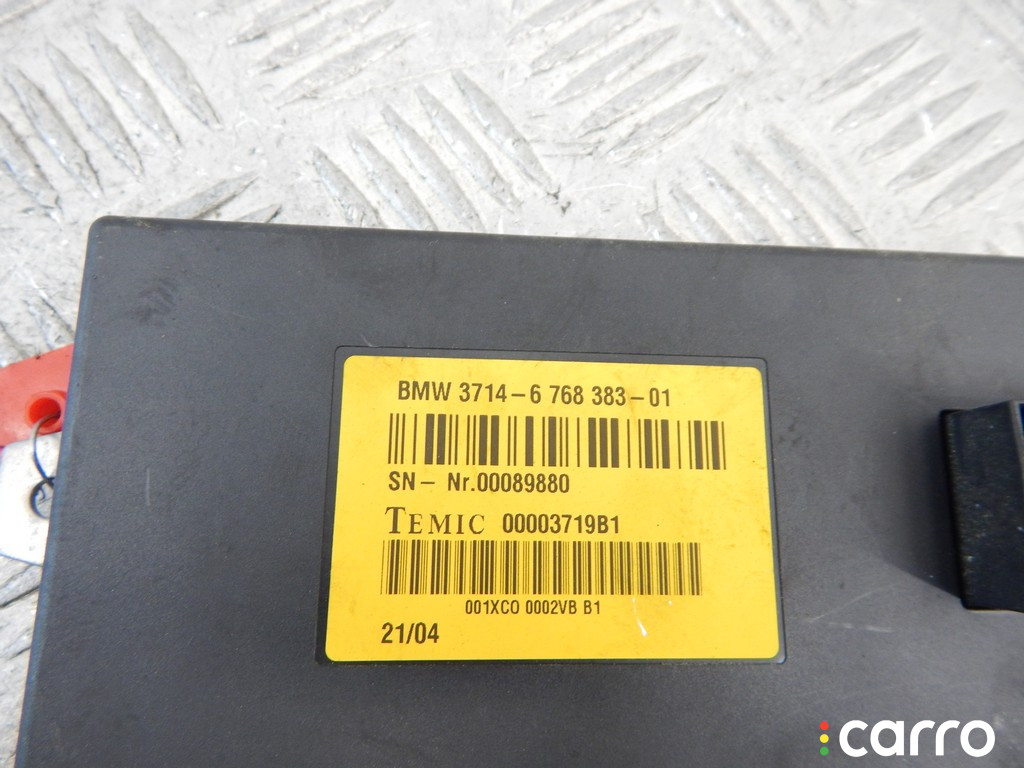 BMW 3714-6 768 383-01
SN- Nr.00089880
TEMIC 00003719B1
001XCO 0002VB B1
21/04
carro